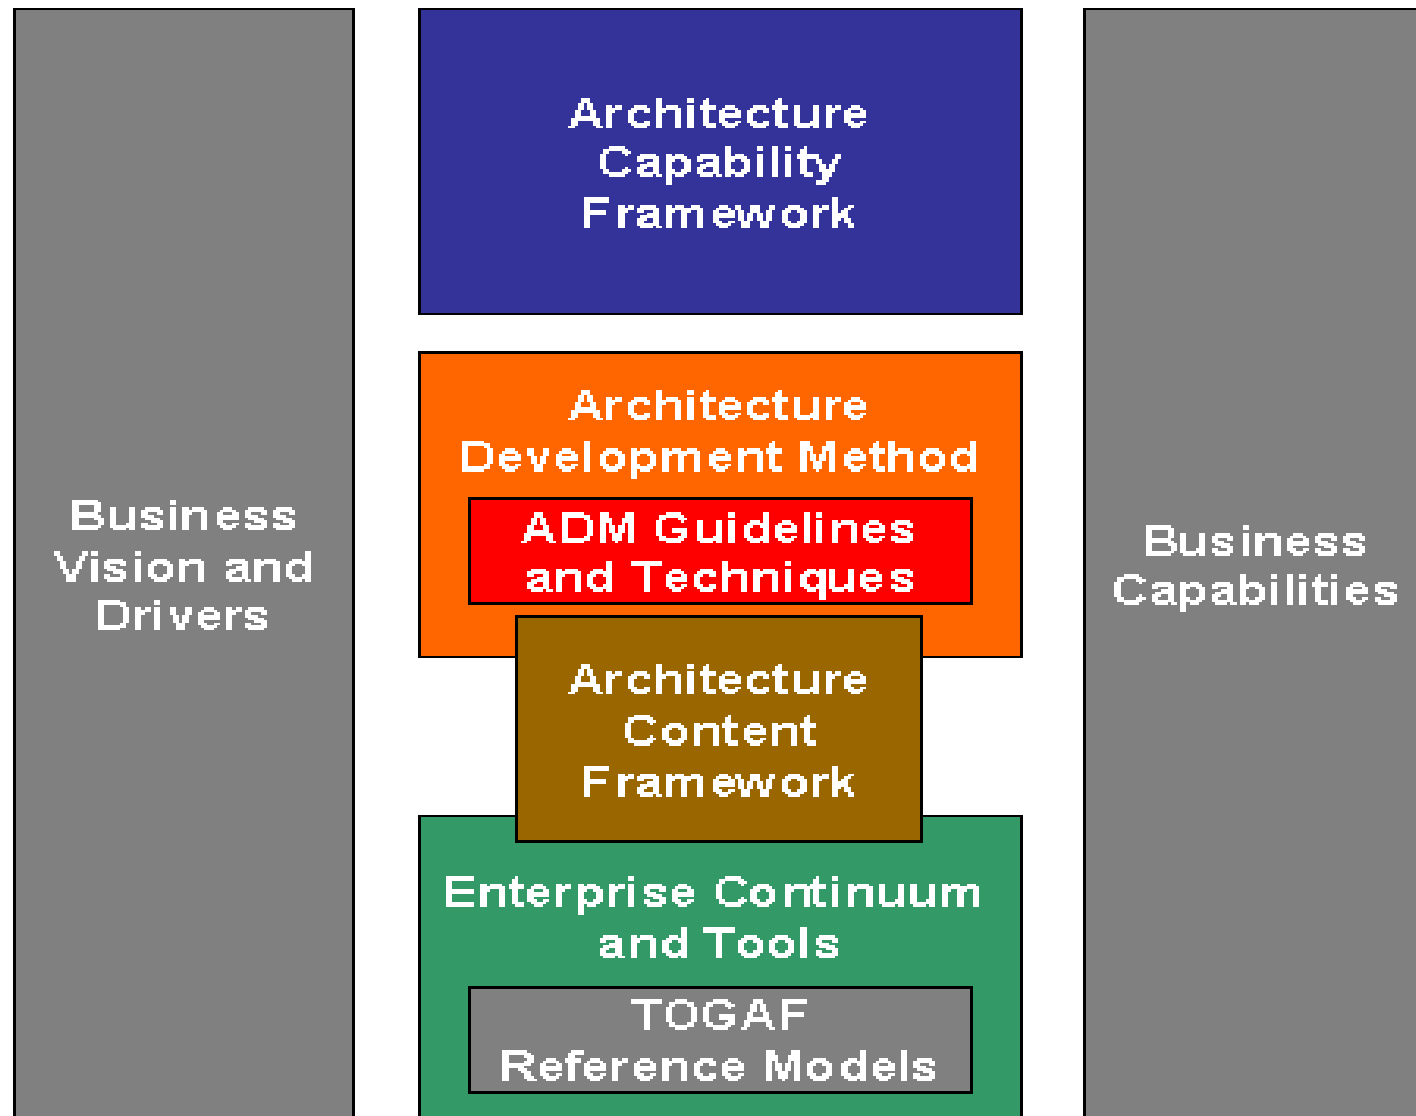 Business
Vision and
Drivers
Architecture
Capability
Framework
Architecture
Development Method
ADM Guidelines
and Techniques
Architecture
Content
Framework
Enterprise Continuum
and Tools
TOGAF
Reference Models
Business
Capabilities